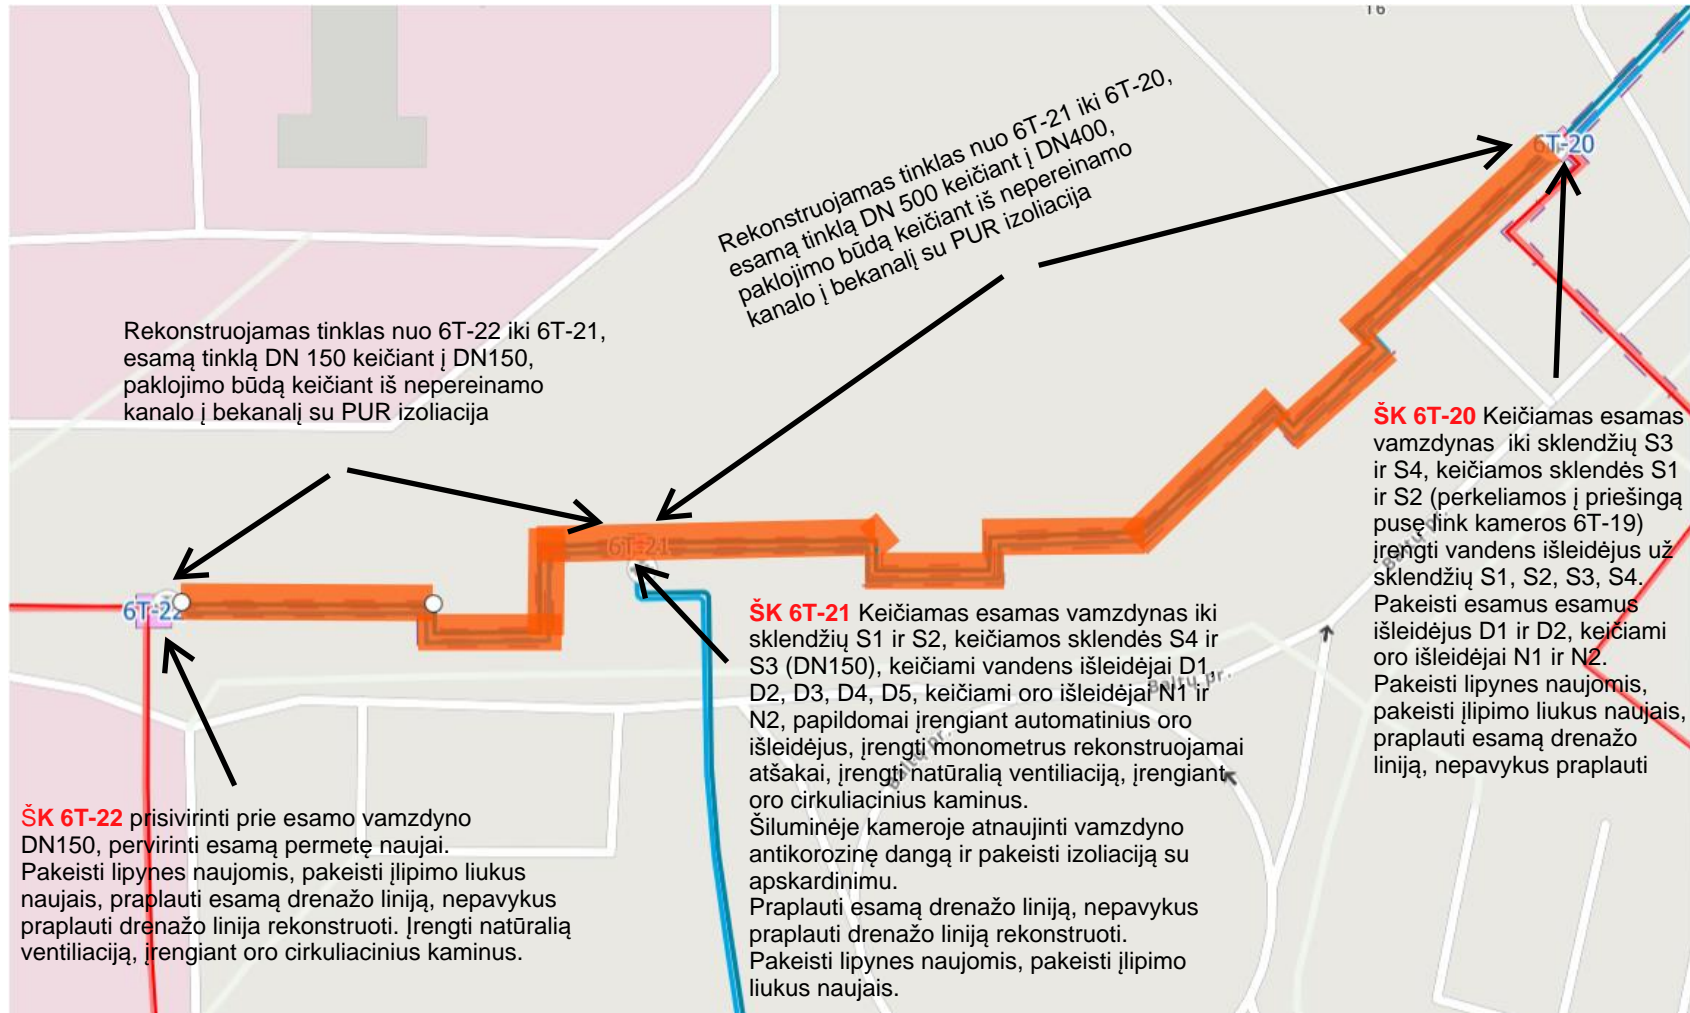 16
Rekonstruojamas tinklas nuo 6T-21 iki 6T-20,
esamą tinklą DN 500 keičiant į DN400,
paklojimo būdą keičiant iš nepereinamo
kanalo į bekanalį su PUR izoliacija
6T-20
Rekonstruojamas tinklas nuo 6T-22 iki 6T-21,
esamą tinklą DN 150 keičiant į DN150,
paklojimo būdą keičiant iš nepereinamo
kanalo į bekanalį su PUR izoliacija
6T-21
6T-22
ŠK 6T-20 Keičiamas esamas
vamzdynas  iki sklendžių S3
ir S4, keičiamos sklendės S1
ir S2 (perkeliamos į priešingą
pusę link kameros 6T-19)
įrengti vandens išleidėjus už
sklendžių S1, S2, S3, S4.
Pakeisti esamus esamus
išleidėjus D1 ir D2, keičiami
oro išleidėjai N1 ir N2.
Pakeisti lipynes naujomis,
pakeisti įlipimo liukus naujais,
praplauti esamą drenažo
liniją, nepavykus praplauti
ŠK 6T-21 Keičiamas esamas vamzdynas iki
sklendžių S1 ir S2, keičiamos sklendės S4 ir
S3 (DN150), keičiami vandens išleidėjai D1,
D2, D3, D4, D5, keičiami oro išleidėjai N1 ir
N2, papildomai įrengiant automatinius oro
išleidėjus, įrengti monometrus rekonstruojamai
atšakai, įrengti natūralią ventiliaciją, įrengiant
oro cirkuliacinius kaminus.
Šiluminėje kameroje atnaujinti vamzdyno
antikorozinę dangą ir pakeisti izoliaciją su
apskardinimu.
Praplauti esamą drenažo liniją, nepavykus
praplauti drenažo liniją rekonstruoti.
Pakeisti lipynes naujomis, pakeisti įlipimo
liukus naujais.
ŠK 6T-22 prisivirinti prie esamo vamzdyno
DN150, pervirinti esamą permetę naujai.
Pakeisti lipynes naujomis, pakeisti įlipimo liukus
naujais, praplauti esamą drenažo liniją, nepavykus
praplauti drenažo linija rekonstruoti. Įrengti natūralią
ventiliaciją, įrengiant oro cirkuliacinius kaminus.
Baltų pr.
Baltų pr.
Baltų pr.